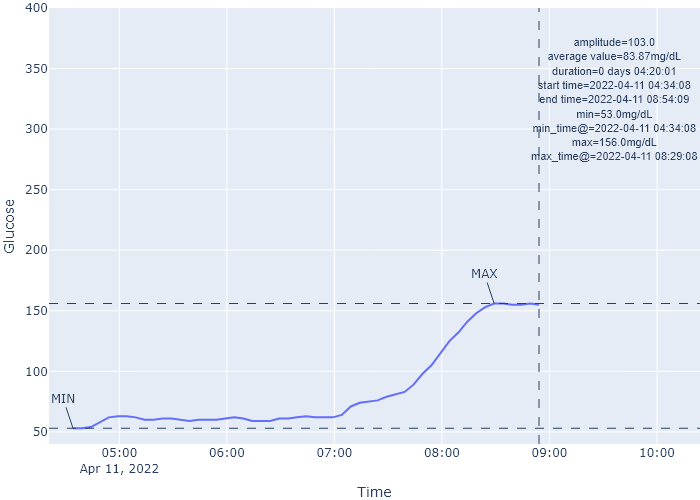 400
350
300
250
200
150
100
50
Glucose
amplitude=103.0
average value=83.87mg/dL
duration=0 days 04:20:01
start time=2022-04-11 04:34:08
end time=2022-04-11 08:54:09
min=53.0mg/dL
min_time@=2022-04-11 04:34:08
max=156.0mg/dL
max_time@=2022-04-11 08:29:08
MAX
MIN
05:00 06:00 07:00 08:00 09:00 10:00
Apr 11, 2022
Time